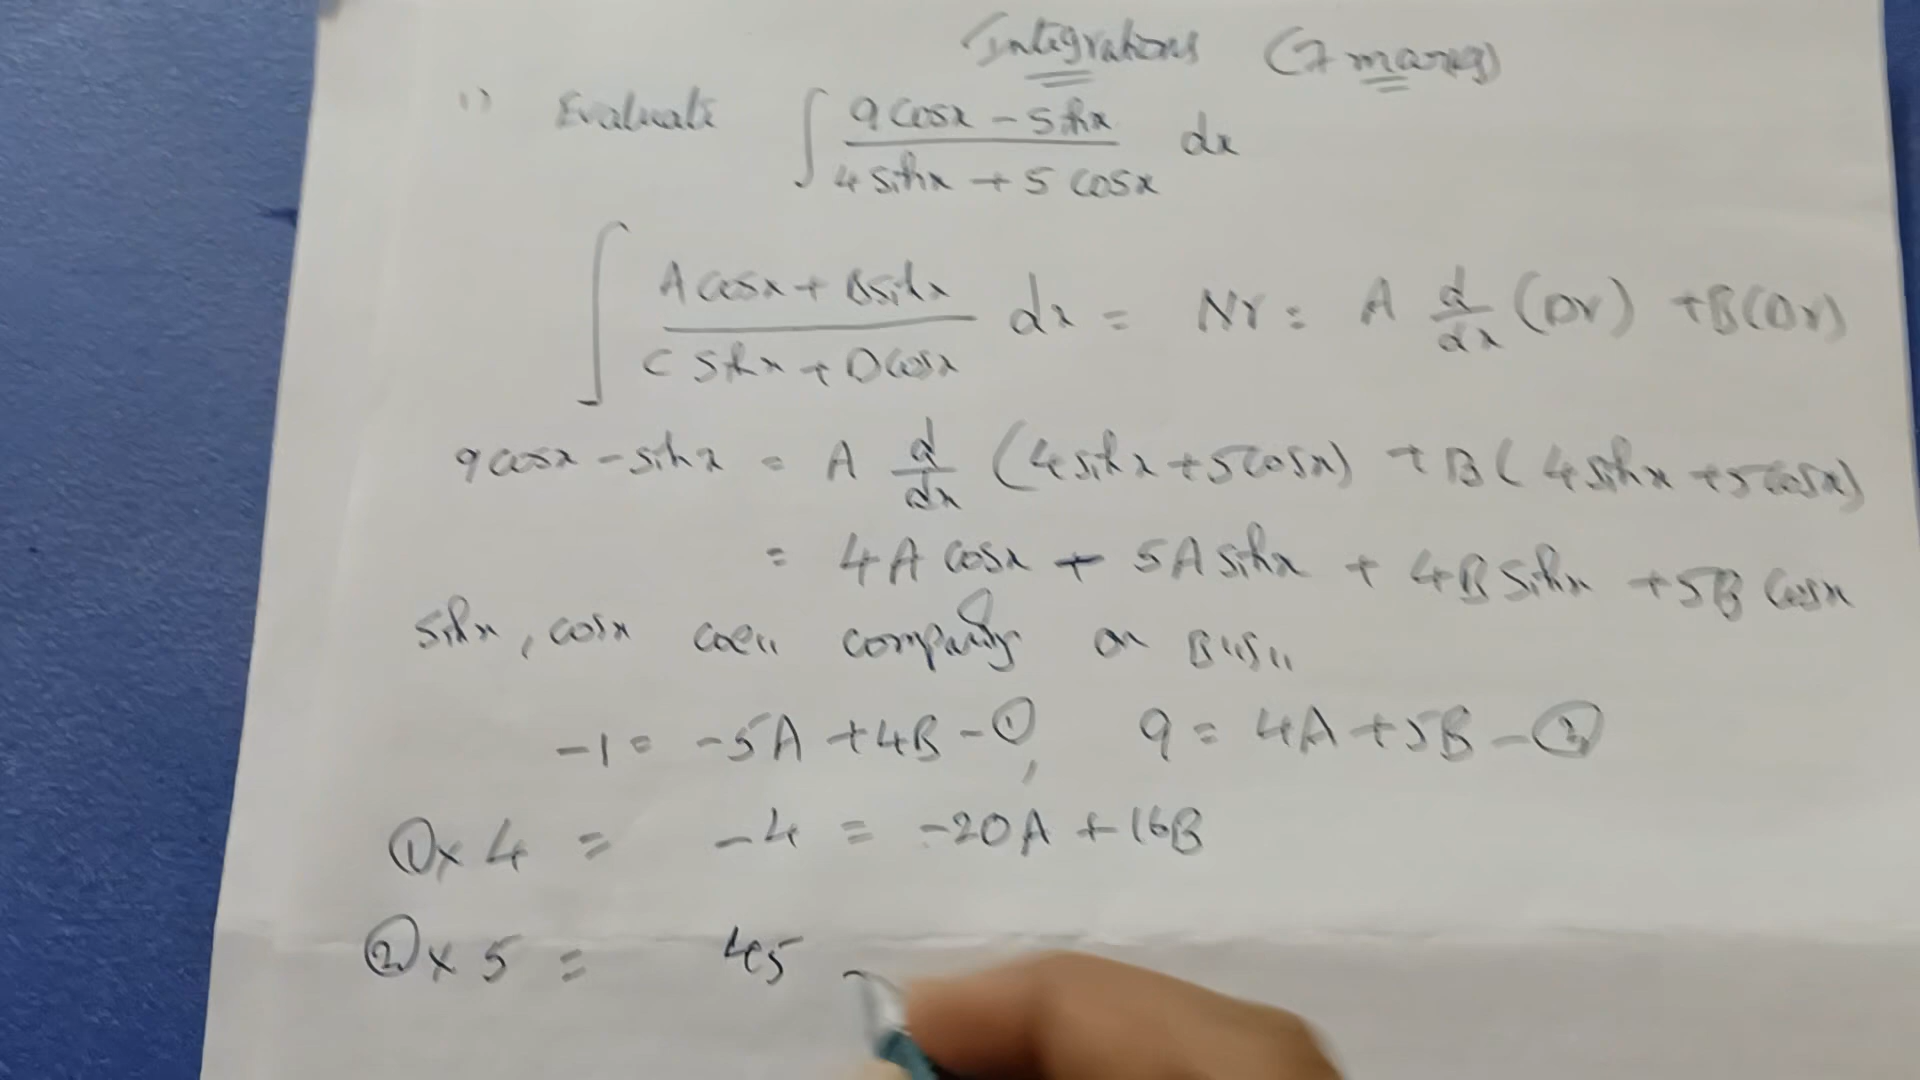 Integrations (7 marks)
1) Evaluate ∫ (9 cosx - sinx)/(4 sinx + 5 cosx) dx
∫ (A cosx + B sinx)/(C sinx + D cosx) dx = Nr = A d/dx (Dr) + B(Dr)
9 cosx - sinx = A d/dx (4 sinx + 5 cosx) + B(4 sinx + 5 cosx)
= 4A cosx + 5A sinx + 4B sinx + 5B cosx
sinx, cosx coe" comparing on B"S"
-1 = -5A + 4B - ①, 9 = 4A + 5B - ②
① x 4 = -4 = -20A + 16B
② x 5 = 45